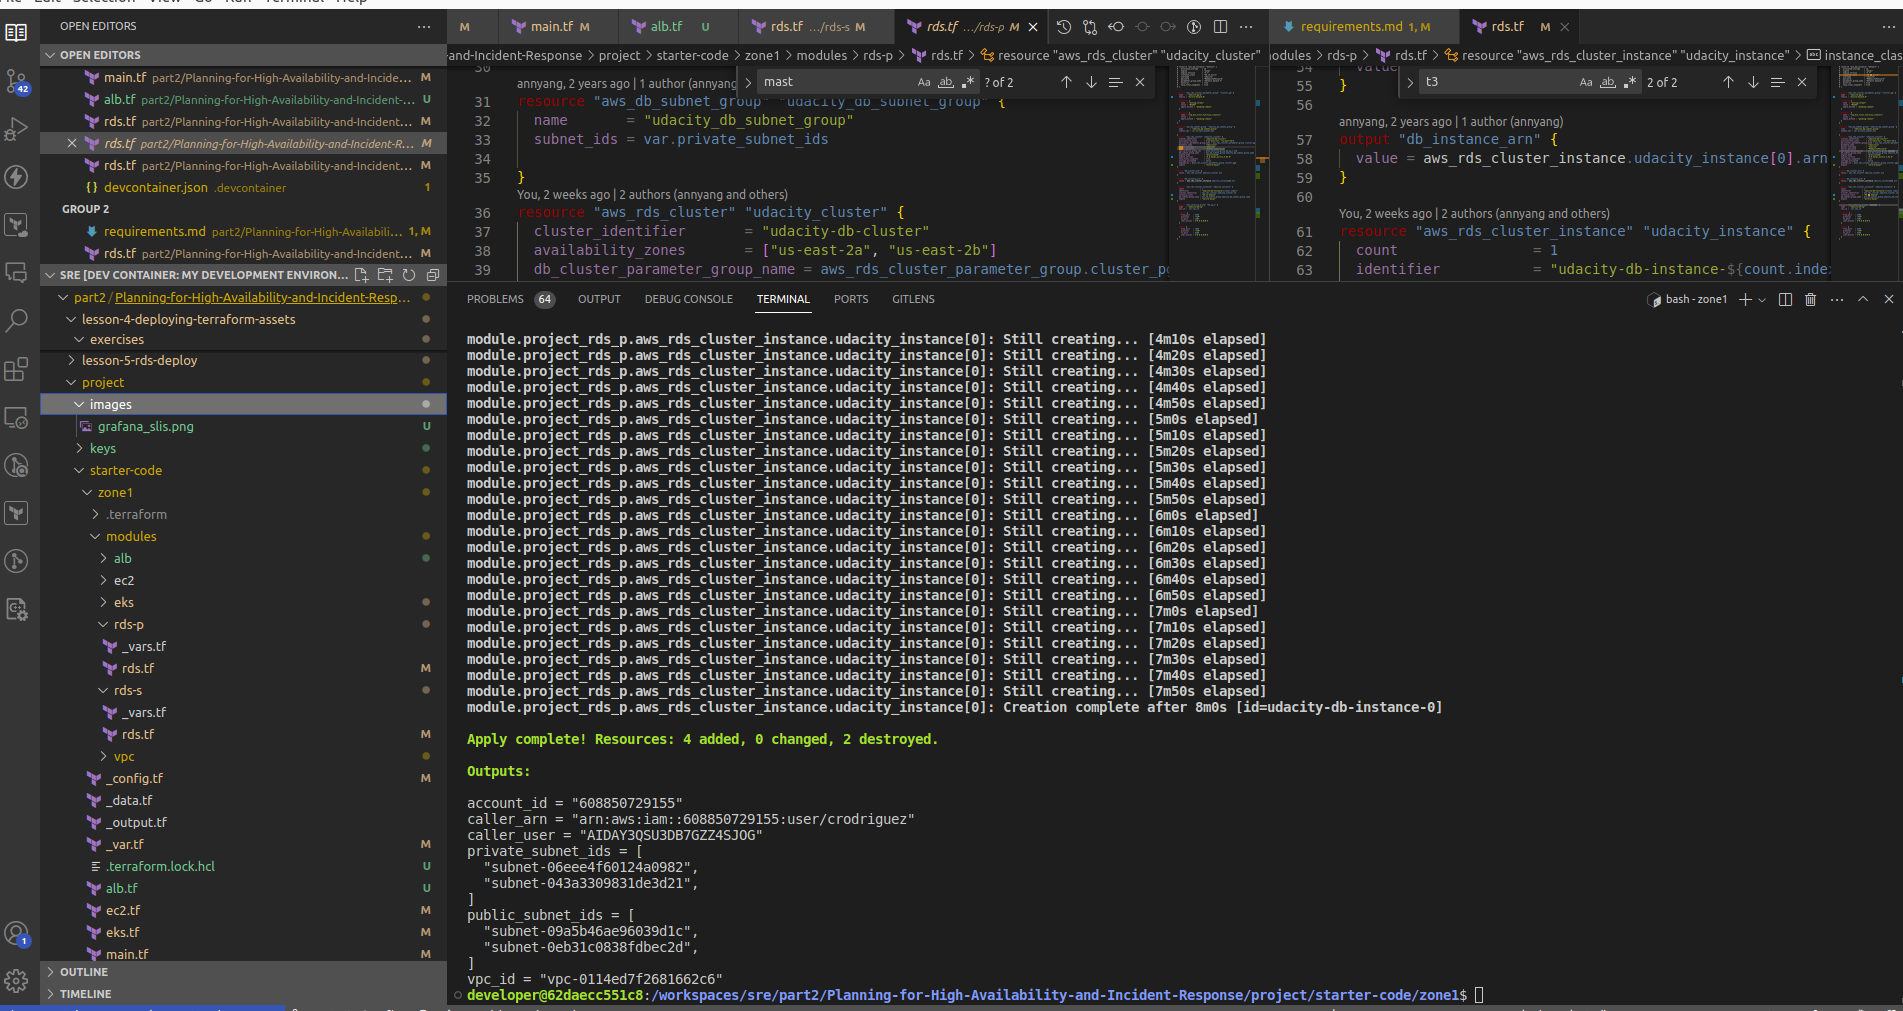 File Edit Selection View Go Run Terminal Help
OPEN EDITORS
OPEN EDITORS
main.tf part2/Planning-for-High-Availability-and-Incide... M
alb.tf part2/Planning-for-High-Availability-and-Incident-... U
rds.tf part2/Planning-for-High-Availability-and-Incident... M
rds.tf part2/Planning-for-High-Availability-and-Incident-R... M
rds.tf part2/Planning-for-High-Availability-and-Incident... M
{} devcontainer.json .devcontainer 1
GROUP 2
requirements.md part2/Planning-for-High-Availabili... 1, M
rds.tf part2/Planning-for-High-Availability-and-Incident... M
SRE [DEV CONTAINER: MY DEVELOPMENT ENVIRON...
part2 / Planning-for-High-Availability-and-Incident-Resp...
lesson-4-deploying-terraform-assets
exercises
lesson-5-rds-deploy
project
images
grafana_slis.png U
keys
starter-code
zone1
.terraform
modules
alb
ec2
eks
rds-p
_vars.tf
rds.tf M
rds-s
_vars.tf
rds.tf M
vpc
_config.tf M
_data.tf
_output.tf
_var.tf M
.terraform.lock.hcl U
alb.tf U
ec2.tf M
eks.tf M
main.tf M
OUTLINE
TIMELINE
42
1
M main.tf M alb.tf U rds.tf .../rds-s M rds.tf .../rds-p M
-and-Incident-Response > project > starter-code > zone1 > modules > rds-p > rds.tf > resource "aws_rds_cluster" "udacity_cluster"
mast Aa ab .* ? of 2
30
annyang, 2 years ago | 1 author (annyang)
31 resource "aws_db_subnet_group" "udacity_db_subnet_group" {
32 name = "udacity_db_subnet_group"
33 subnet_ids = var.private_subnet_ids
34
35 }
You, 2 weeks ago | 2 authors (annyang and others)
36 resource "aws_rds_cluster" "udacity_cluster" {
37 cluster_identifier = "udacity-db-cluster"
38 availability_zones = ["us-east-2a", "us-east-2b"]
39 db_cluster_parameter_group_name = aws_rds_cluster_parameter_group.cluster_p
requirements.md 1, M rds.tf M
modules > rds-p > rds.tf > resource "aws_rds_cluster_instance" "udacity_instance" > instance_clas
t3 Aa ab .* 2 of 2
54 value
55 }
56
annyang, 2 years ago | 1 author (annyang)
57 output "db_instance_arn" {
58 value = aws_rds_cluster_instance.udacity_instance[0].arn
59 }
60
You, 2 weeks ago | 2 authors (annyang and others)
61 resource "aws_rds_cluster_instance" "udacity_instance" {
62 count = 1
63 identifier = "udacity-db-instance-${count.index
PROBLEMS 64 OUTPUT DEBUG CONSOLE TERMINAL PORTS GITLENS
bash - zone1
module.project_rds_p.aws_rds_cluster_instance.udacity_instance[0]: Still creating... [4m10s elapsed]
module.project_rds_p.aws_rds_cluster_instance.udacity_instance[0]: Still creating... [4m20s elapsed]
module.project_rds_p.aws_rds_cluster_instance.udacity_instance[0]: Still creating... [4m30s elapsed]
module.project_rds_p.aws_rds_cluster_instance.udacity_instance[0]: Still creating... [4m40s elapsed]
module.project_rds_p.aws_rds_cluster_instance.udacity_instance[0]: Still creating... [4m50s elapsed]
module.project_rds_p.aws_rds_cluster_instance.udacity_instance[0]: Still creating... [5m0s elapsed]
module.project_rds_p.aws_rds_cluster_instance.udacity_instance[0]: Still creating... [5m10s elapsed]
module.project_rds_p.aws_rds_cluster_instance.udacity_instance[0]: Still creating... [5m20s elapsed]
module.project_rds_p.aws_rds_cluster_instance.udacity_instance[0]: Still creating... [5m30s elapsed]
module.project_rds_p.aws_rds_cluster_instance.udacity_instance[0]: Still creating... [5m40s elapsed]
module.project_rds_p.aws_rds_cluster_instance.udacity_instance[0]: Still creating... [5m50s elapsed]
module.project_rds_p.aws_rds_cluster_instance.udacity_instance[0]: Still creating... [6m0s elapsed]
module.project_rds_p.aws_rds_cluster_instance.udacity_instance[0]: Still creating... [6m10s elapsed]
module.project_rds_p.aws_rds_cluster_instance.udacity_instance[0]: Still creating... [6m20s elapsed]
module.project_rds_p.aws_rds_cluster_instance.udacity_instance[0]: Still creating... [6m30s elapsed]
module.project_rds_p.aws_rds_cluster_instance.udacity_instance[0]: Still creating... [6m40s elapsed]
module.project_rds_p.aws_rds_cluster_instance.udacity_instance[0]: Still creating... [6m50s elapsed]
module.project_rds_p.aws_rds_cluster_instance.udacity_instance[0]: Still creating... [7m0s elapsed]
module.project_rds_p.aws_rds_cluster_instance.udacity_instance[0]: Still creating... [7m10s elapsed]
module.project_rds_p.aws_rds_cluster_instance.udacity_instance[0]: Still creating... [7m20s elapsed]
module.project_rds_p.aws_rds_cluster_instance.udacity_instance[0]: Still creating... [7m30s elapsed]
module.project_rds_p.aws_rds_cluster_instance.udacity_instance[0]: Still creating... [7m40s elapsed]
module.project_rds_p.aws_rds_cluster_instance.udacity_instance[0]: Still creating... [7m50s elapsed]
module.project_rds_p.aws_rds_cluster_instance.udacity_instance[0]: Creation complete after 8m0s [id=udacity-db-instance-0]
Apply complete! Resources: 4 added, 0 changed, 2 destroyed.
Outputs:
account_id = "608850729155"
caller_arn = "arn:aws:iam::608850729155:user/crodriguez"
caller_user = "AIDAY3QSU3DB7GZZ4SJOG"
private_subnet_ids = [
"subnet-06eee4f60124a0982",
"subnet-043a3309831de3d21",
]
public_subnet_ids = [
"subnet-09a5b46ae96039d1c",
"subnet-0eb31c0838fdbec2d",
]
vpc_id = "vpc-0114ed7f2681662c6"
developer@62daecc551c8:/workspaces/sre/part2/Planning-for-High-Availability-and-Incident-Response/project/starter-code/zone1$